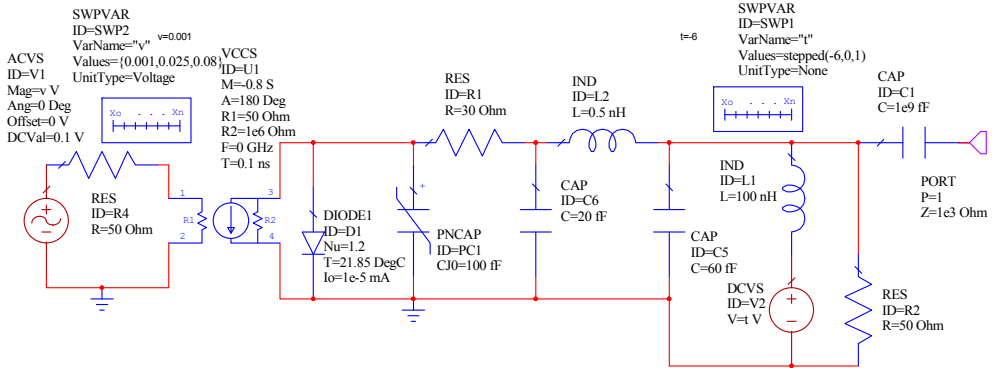 SWPVAR
ID=SWP2
VarName="v"
Values={0.001,0.025,0.08}
UnitType=Voltage
v=0.001
Xo . . . Xn
ACVS
ID=V1
Mag=v V
Ang=0 Deg
Offset=0 V
DCVal=0.1 V
RES
ID=R4
R=50 Ohm
VCCS
ID=U1
M=-0.8 S
A=180 Deg
R1=50 Ohm
R2=1e6 Ohm
F=0 GHz
T=0.1 ns
1
2
R1
R2
3
4
DIODE1
ID=D1
Nu=1.2
T=21.85 DegC
Io=1e-5 mA
+
PNCAP
ID=PC1
CJ0=100 fF
RES
ID=R1
R=30 Ohm
IND
ID=L2
L=0.5 nH
CAP
ID=C6
C=20 fF
CAP
ID=C5
C=60 fF
t=-6
SWPVAR
ID=SWP1
VarName="t"
Values=stepped(-6,0,1)
UnitType=None
Xo . . . Xn
IND
ID=L1
L=100 nH
DCVS
ID=V2
V=t V
+
-
RES
ID=R2
R=50 Ohm
CAP
ID=C1
C=1e9 fF
PORT
P=1
Z=1e3 Ohm